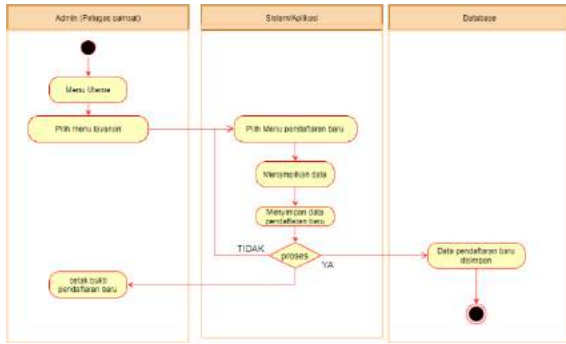 Admin (Petugas samsat)
Sistem/Aplikasi
Database
Menu Utama
Pilih menu layanan
Pilih Menu pendaftaran baru
Menampilkan data
Menyimpan data
pendaftaran baru
TIDAK
proses
YA
Data pendaftaran baru
disimpan
cetak bukti
pendaftaran baru